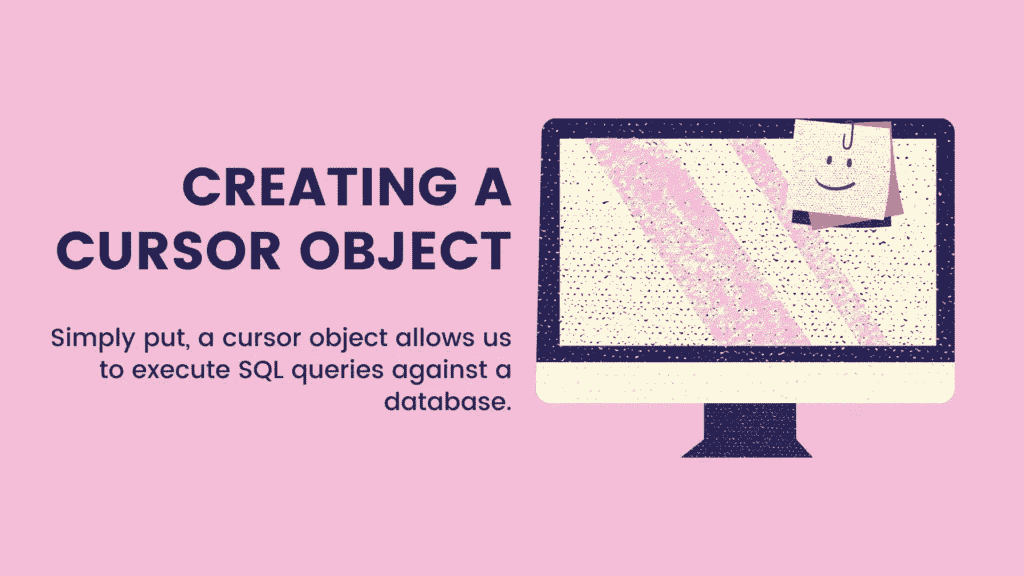 CREATING A
CURSOR OBJECT
Simply put, a cursor object allows us
to execute SQL queries against a
database.